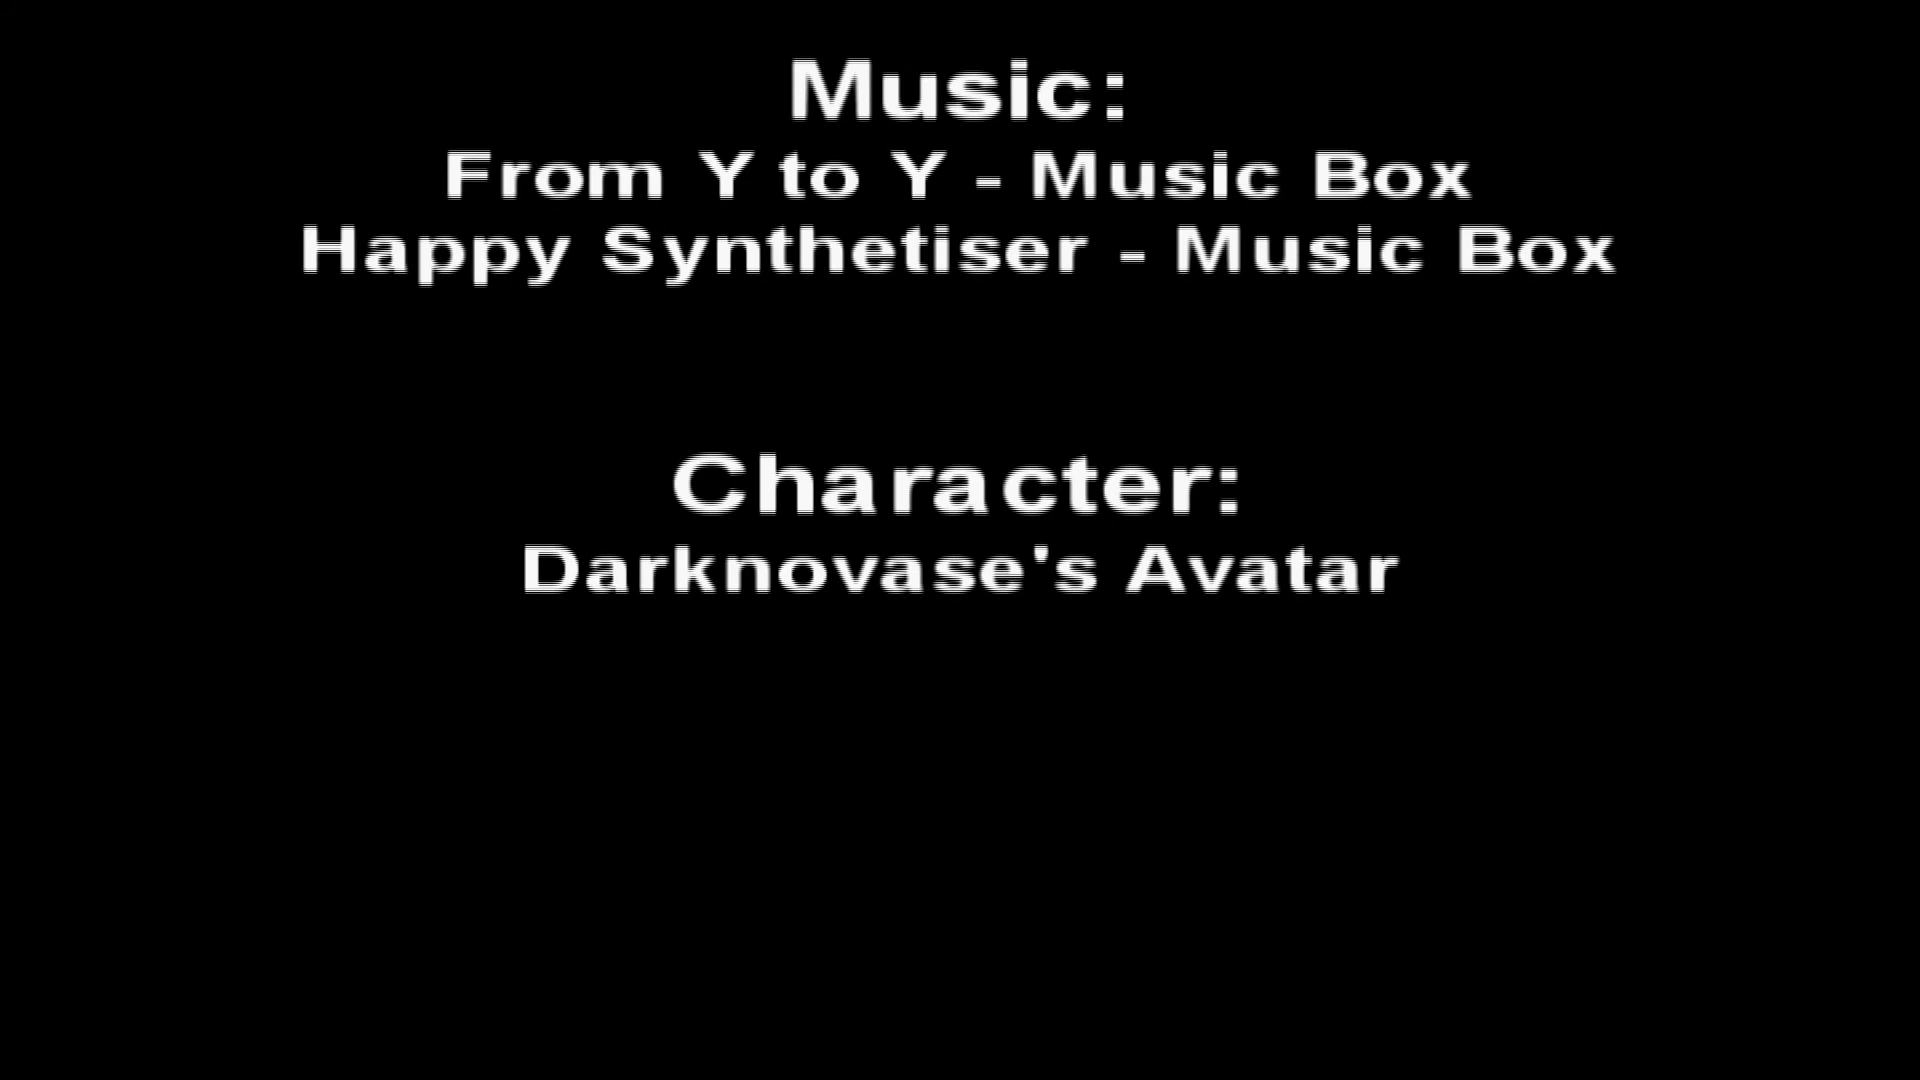 Music:
From Y to Y - Music Box
Happy Synthetiser - Music Box
Character:
Darknovase's Avatar